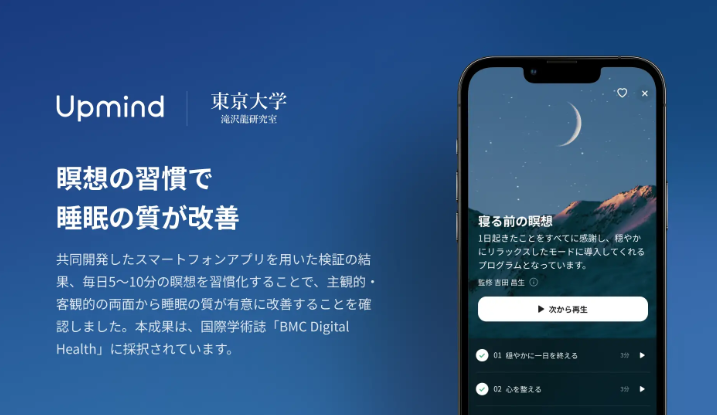 Upmind
東京大学
滝沢龍研究室
瞑想の習慣で
睡眠の質が改善
共同開発したスマートフォンアプリを用いた検証の結
果、毎日5〜10分の瞑想を習慣化することで、主観的・
客観的の両面から睡眠の質が有意に改善することを確
認しました。本成果は、国際学術誌「BMC Digital
Health」に採択されています。
寝る前の瞑想
1日起きたことをすべてに感謝し、穏やか
にリラックスしたモードに導入してくれる
プログラムとなっています。
監修 吉田 昌生
次から再生
01 穏やかに一日を終える
3分
02 心を整える
3分